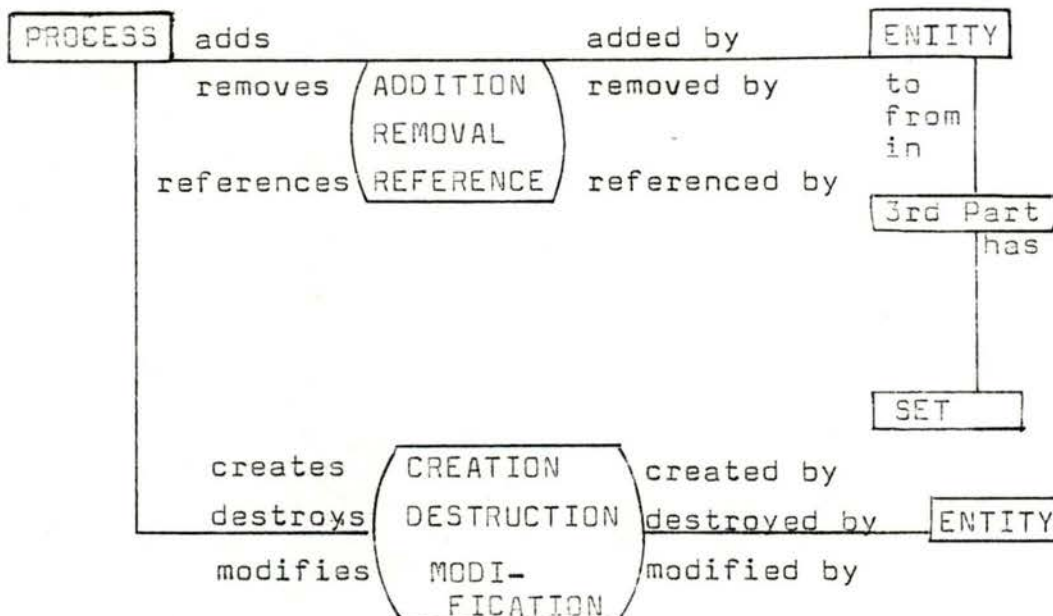 PROCESS adds added by ENTITY
removes ADDITION removed by to
from
REMOVAL in
references REFERENCE referenced by
3rd Part
has
SET
creates CREATION created by
destroys DESTRUCTION destroyed by ENTITY
modifies MODI- modified by
FICATION